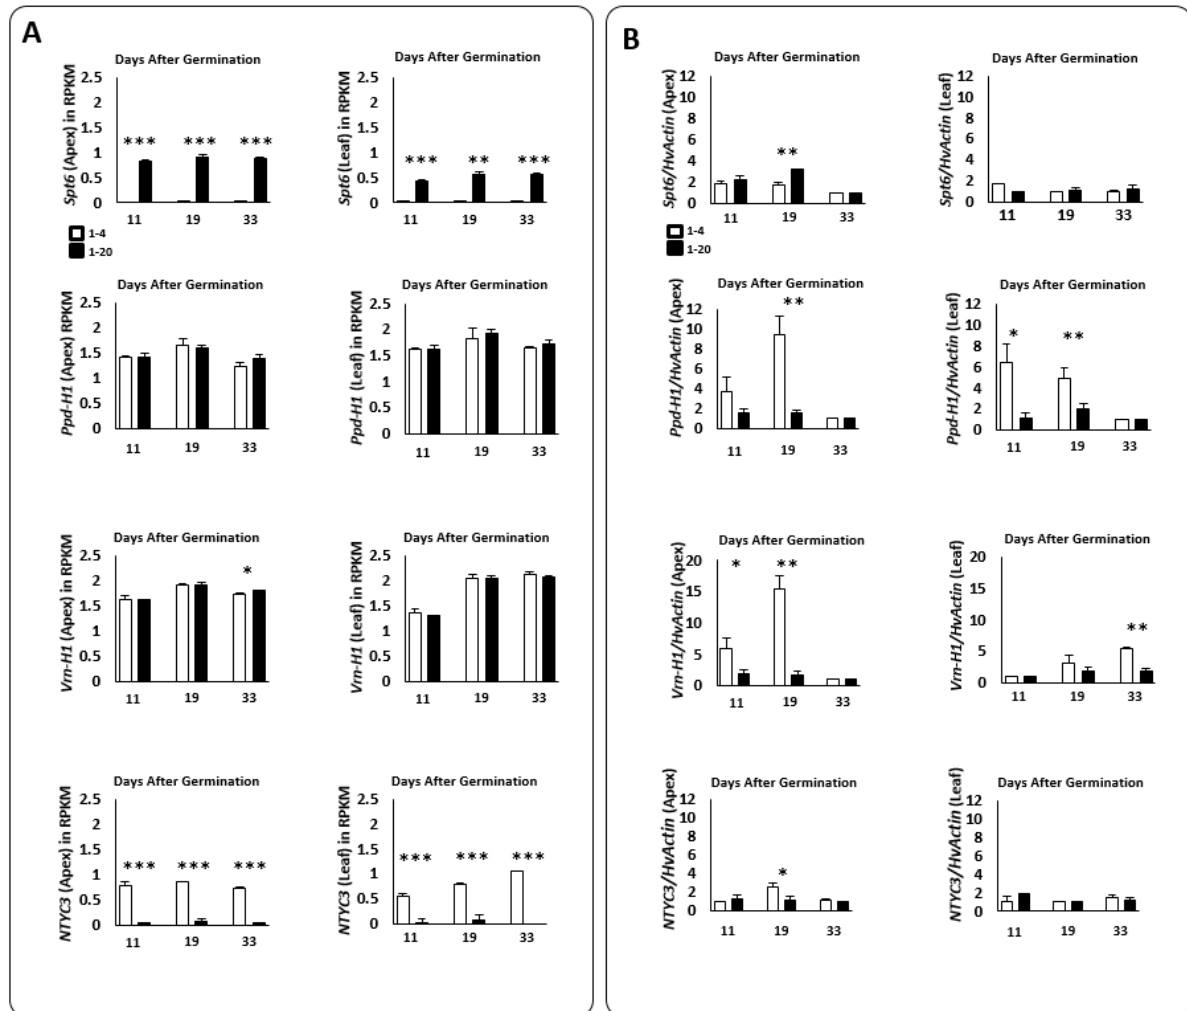 A
Days After Germination
Spt6 (Apex) in RPKM
2.5
2
1.5
1
0.5
0
*** *** ***
11 19 33
1-4
1-20
Days After Germination
Spt6 (Leaf) in RPKM
2.5
2
1.5
1
0.5
0
*** ** ***
11 19 33
Days After Germination
Ppd-H1 (Apex) RPKM
2.5
2
1.5
1
0.5
0
11 19 33
Days After Germination
Ppd-H1 (Leaf) in RPKM
2.5
2
1.5
1
0.5
0
11 19 33
Days After Germination
Vrn-H1 (Apex) in RPKM
2.5
2
1.5
1
0.5
0
*
11 19 33
Days After Germination
Vrn-H1 (Leaf) in RPKM
2.5
2
1.5
1
0.5
0
11 19 33
Days After Germination
NTYC3 (Apex) in RPKM
2.5
2
1.5
1
0.5
0
*** *** ***
11 19 33
Days After Germination
NTYC3 (Leaf) in RPKM
2.5
2
1.5
1
0.5
0
*** *** ***
11 19 33
B
Days After Germination
Spt6/HvActin (Apex)
12
10
8
6
4
2
0
**
11 19 33
1-4
1-20
Days After Germination
Spt6/HvActin (Leaf)
12
10
8
6
4
2
0
11 19 33
Days After Germination
Ppd-H1/HvActin (Apex)
12
10
8
6
4
2
0
**
11 19 33
Days After Germination
Ppd-H1/HvActin (Leaf)
12
10
8
6
4
2
0
* **
11 19 33
Days After Germination
Vrn-H1/HvActin (Apex)
20
15
10
5
0
* **
11 19 33
Days After Germination
Vrn-H1/HvActin (Leaf)
20
15
10
5
0
**
11 19 33
Days After Germination
NTYC3/HvActin (Apex)
12
10
8
6
4
2
0
*
11 19 33
Days After Germination
NTYC3/HvActin (Leaf)
12
10
8
6
4
2
0
11 19 33